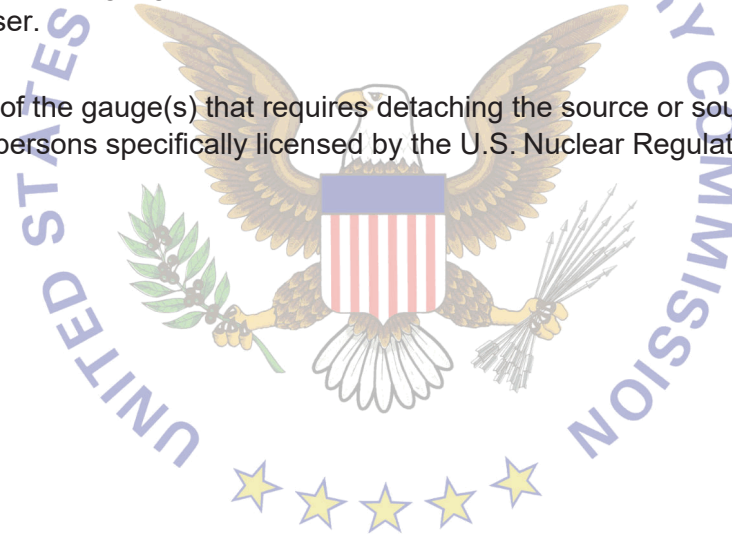 ser.
of the gauge(s) that requires detaching the source or sou
persons specifically licensed by the U.S. Nuclear Regulat
UNITED STATES
RY COMMISSION